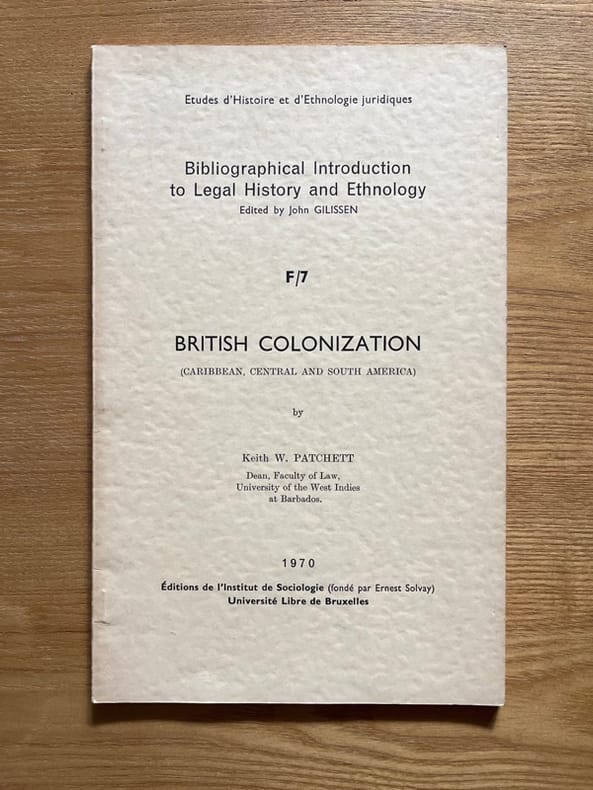 Etudes d'Histoire et d'Ethnologie juridiques
Bibliographical Introduction
to Legal History and Ethnology
Edited by John GILISSEN
F/7
BRITISH COLONIZATION
(CARIBBEAN, CENTRAL AND SOUTH AMERICA)
by
Keith W. PATCHETT
Dean, Faculty of Law,
University of the West Indies
at Barbados.
1970
Éditions de l'Institut de Sociologie (fondé par Ernest Solvay)
Université Libre de Bruxelles